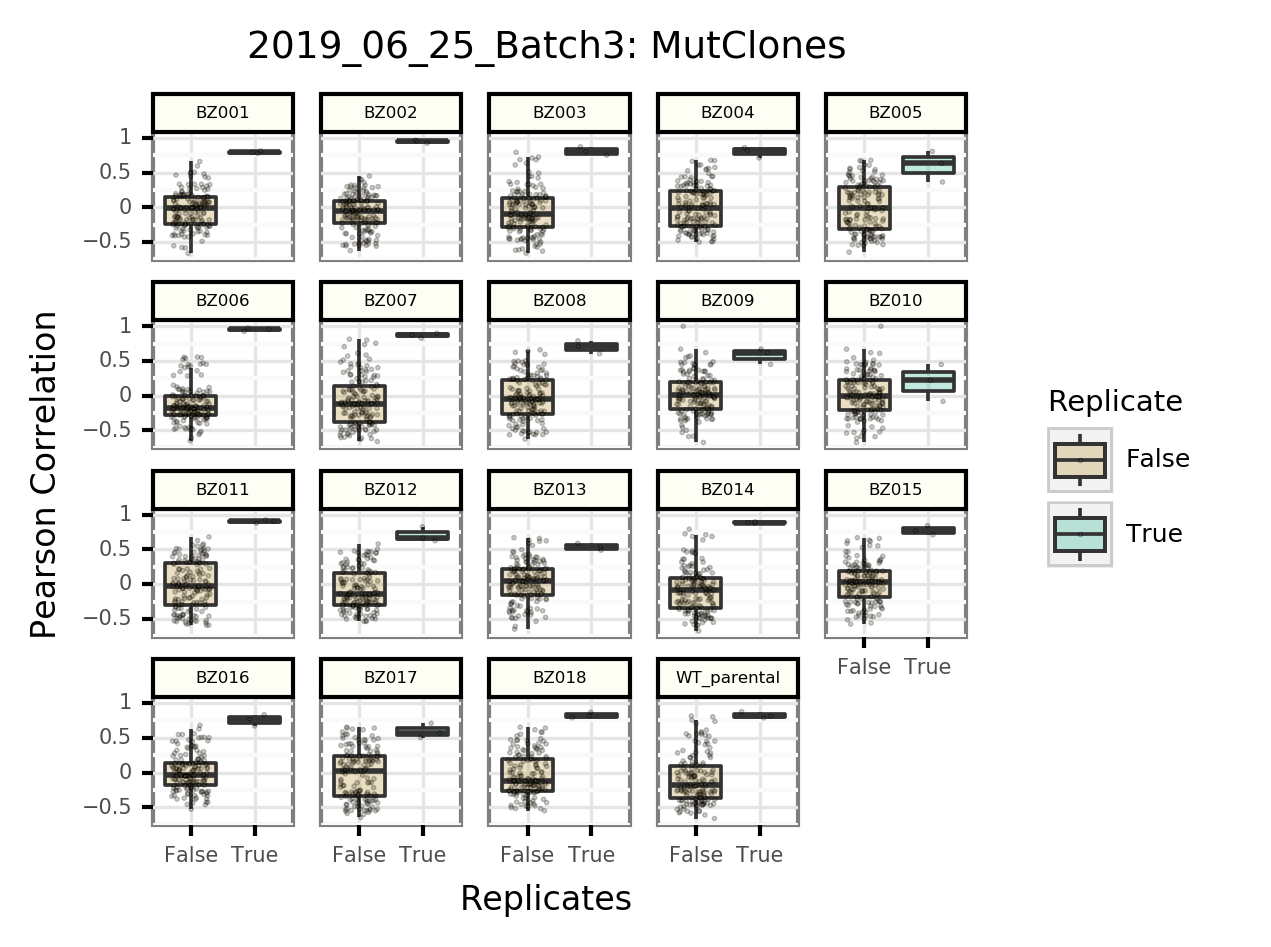 2019_06_25_Batch3: MutClones
BZ001 BZ002 BZ003 BZ004 BZ005
1
0.5
0
−0.5
BZ006 BZ007 BZ008 BZ009 BZ010
1
0.5
0
−0.5
BZ011 BZ012 BZ013 BZ014 BZ015
1
0.5
0
−0.5
False True
BZ016 BZ017 BZ018 WT_parental
1
0.5
0
−0.5
False True False True False True False True
Replicates
Pearson Correlation
Replicate
False
True